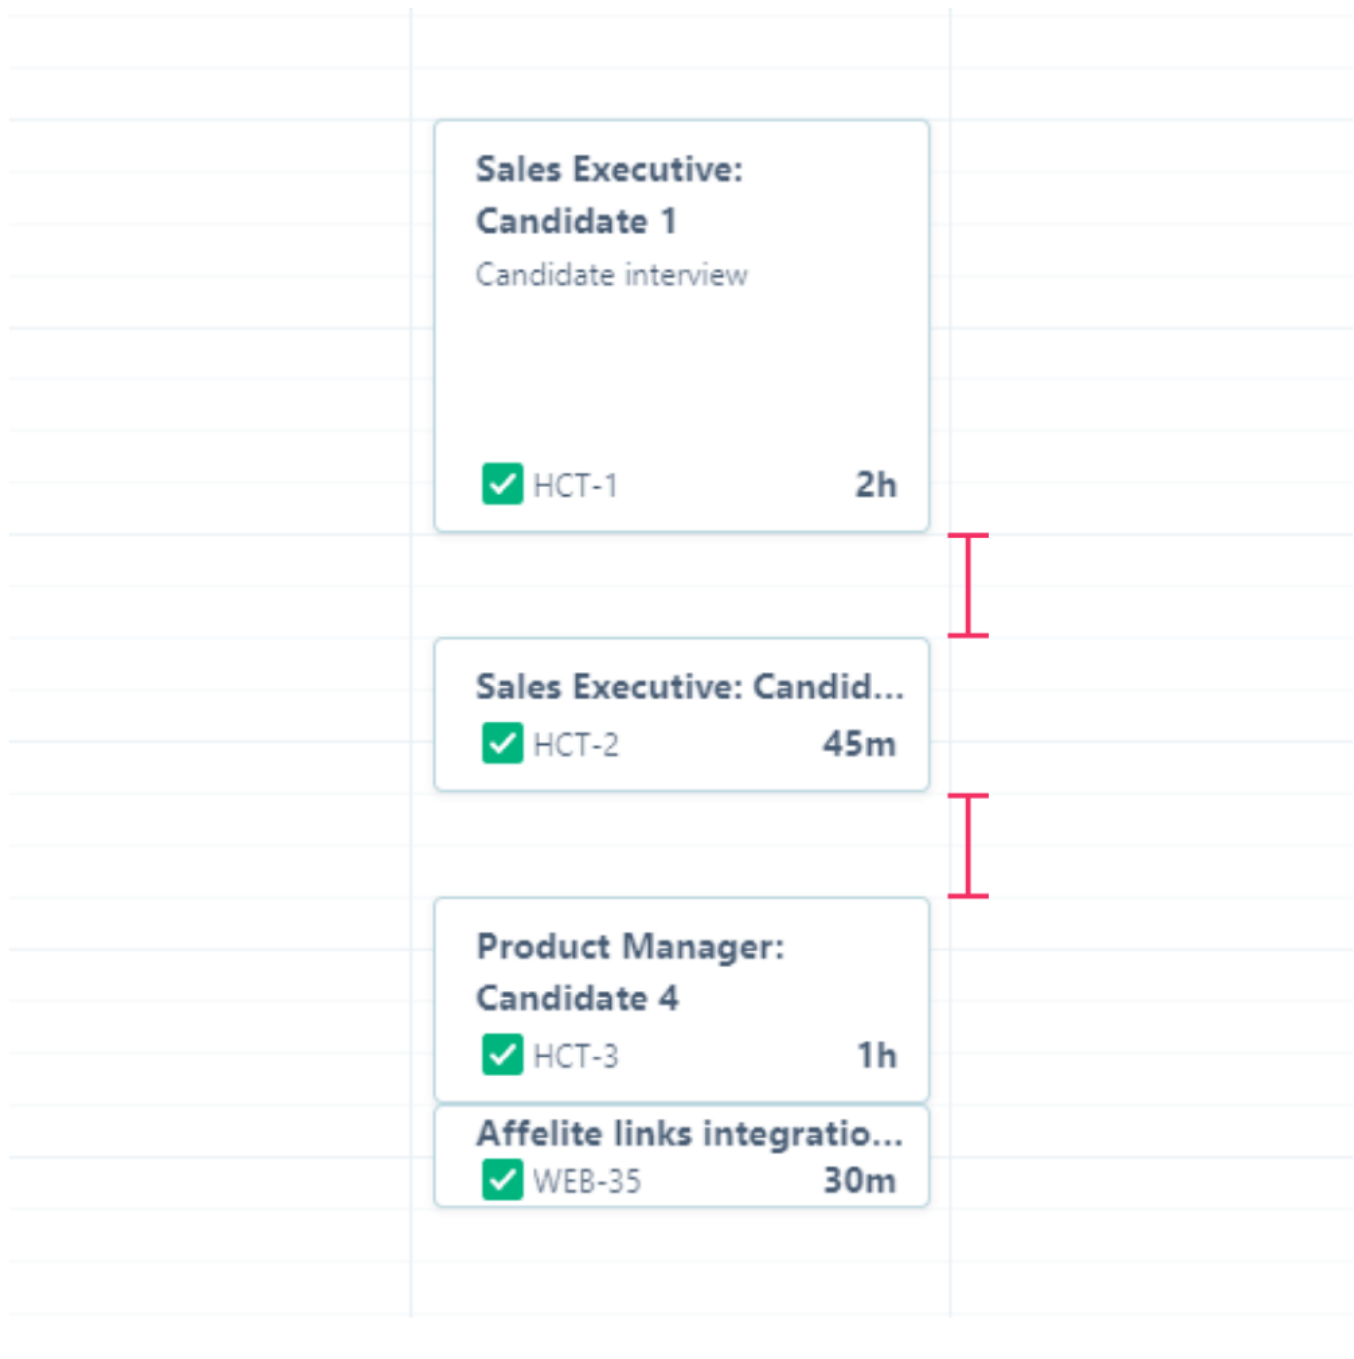 Sales Executive:
Candidate 1
Candidate interview
HCT-1 2h
Sales Executive: Candid...
HCT-2 45m
Product Manager:
Candidate 4
HCT-3 1h
Affelite links integratio...
WEB-35 30m